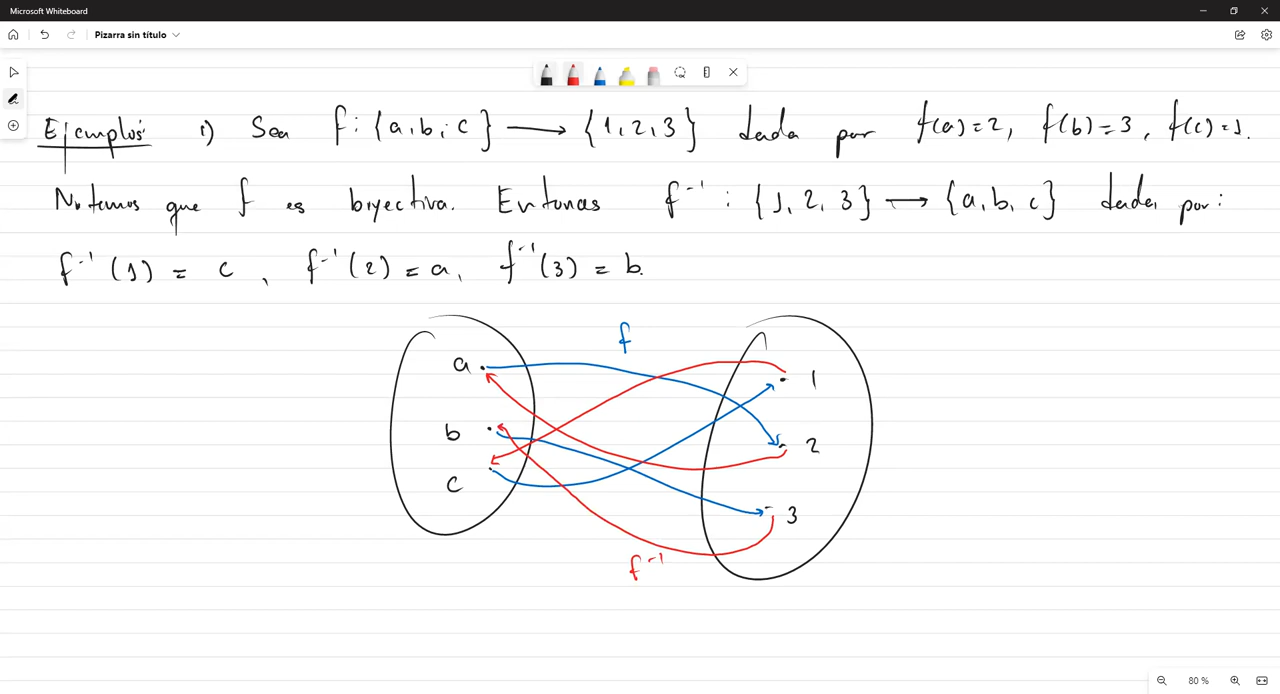 Microsoft Whiteboard
Pizarra sin título
Ejemplos: 1) Sea f: {a, b, c} → {1, 2, 3} dada por f(a)=2, f(b)=3, f(c)=1.
Notemos que f es biyectiva. Entonces f⁻¹ : {1, 2, 3} → {a, b, c} dada por:
f⁻¹(1) = c, f⁻¹(2) = a, f⁻¹(3) = b.
f
a 1
b 2
c
3
f⁻¹
80 %